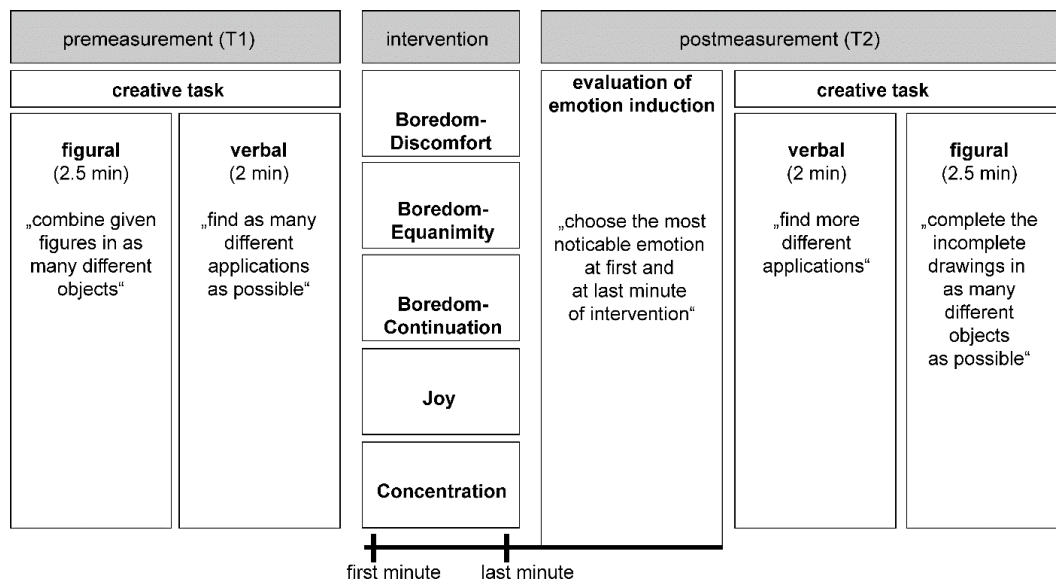 premeasurement (T1)
intervention
postmeasurement (T2)
creative task
figural
(2.5 min)
„combine given
figures in as
many different
objects“
verbal
(2 min)
„find as many
different
applications
as possible“
Boredom-
Discomfort
Boredom-
Equanimity
Boredom-
Continuation
Joy
Concentration
evaluation of
emotion induction
„choose the most
noticable emotion
at first and
at last minute
of intervention“
creative task
verbal
(2 min)
„find more
different
applications“
figural
(2.5 min)
„complete the
incomplete
drawings in
as many
different
objects
as possible“
first minute
last minute